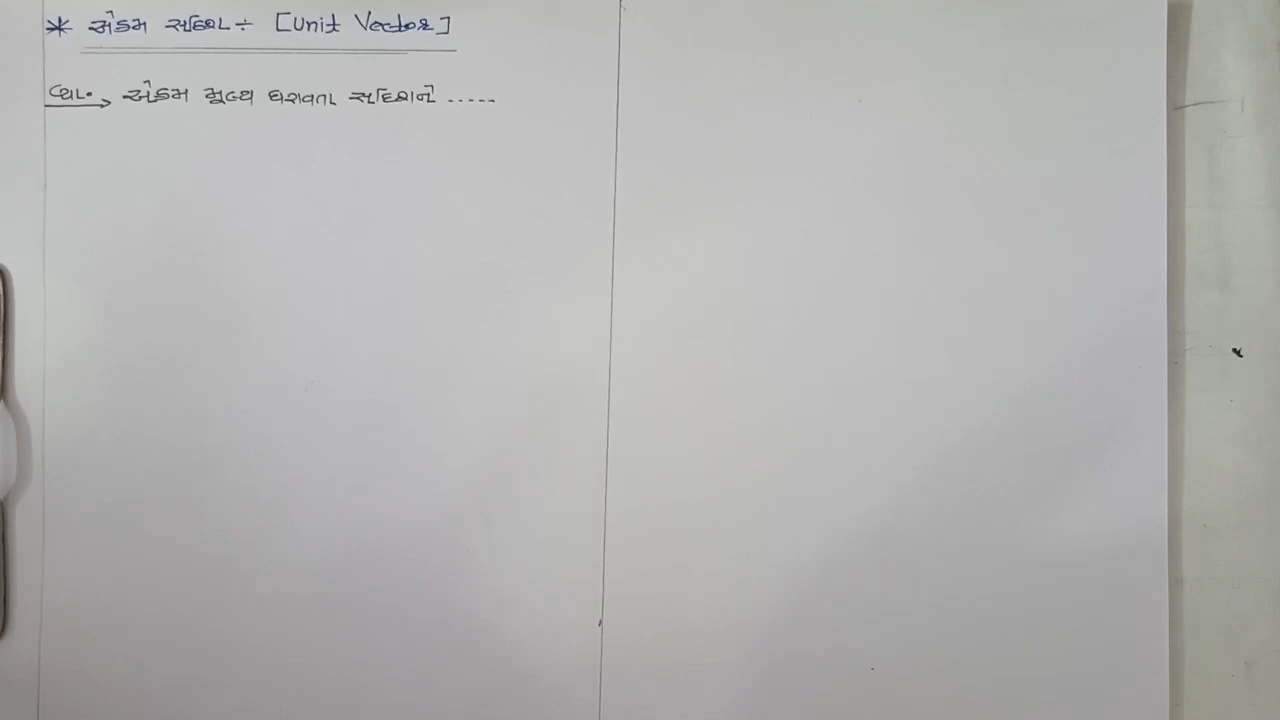 * એકમ સદિશ ÷ [Unit Vector]
વ્યા. → એકમ મૂલ્ય ધરાવતા સદિશને .....